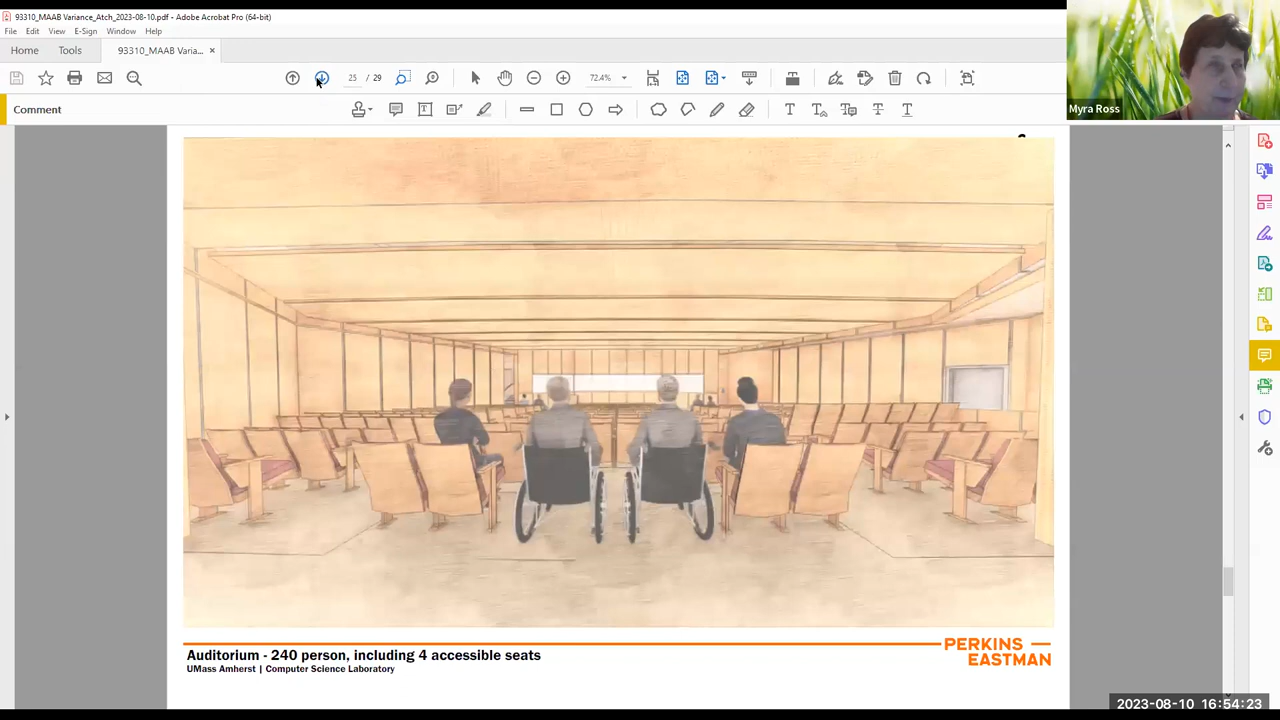 93310_MAAB Variance_Atch_2023-08-10.pdf - Adobe Acrobat Pro (64-bit)
File Edit View E-Sign Window Help
Home Tools 93310_MAAB Varia... ×
25 / 29 72.4%
Comment
Myra Ross
Auditorium - 240 person, including 4 accessible seats
UMass Amherst | Computer Science Laboratory
PERKINS
EASTMAN
2023-08-10 16:54:23